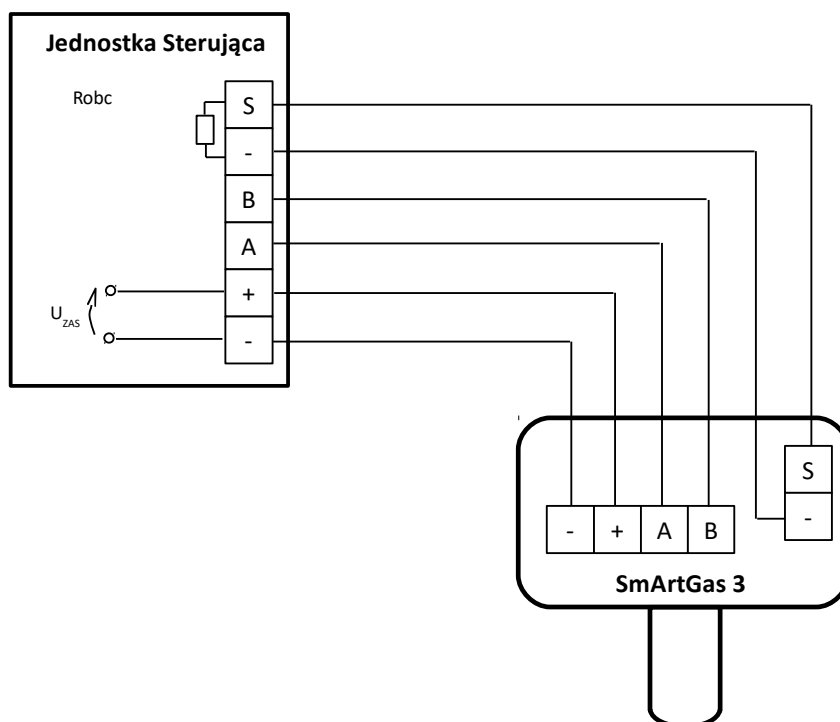 Jednostka Sterująca
Robc
S
-
B
A
+
-
U ZAS
S
-
- + A B
SmArtGas 3